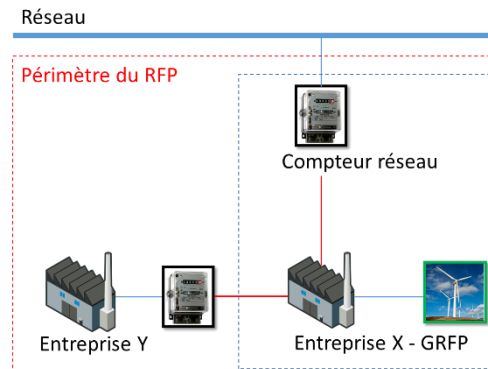 Réseau
Périmètre du RFP
Compteur réseau
Entreprise Y
Entreprise X - GRFP